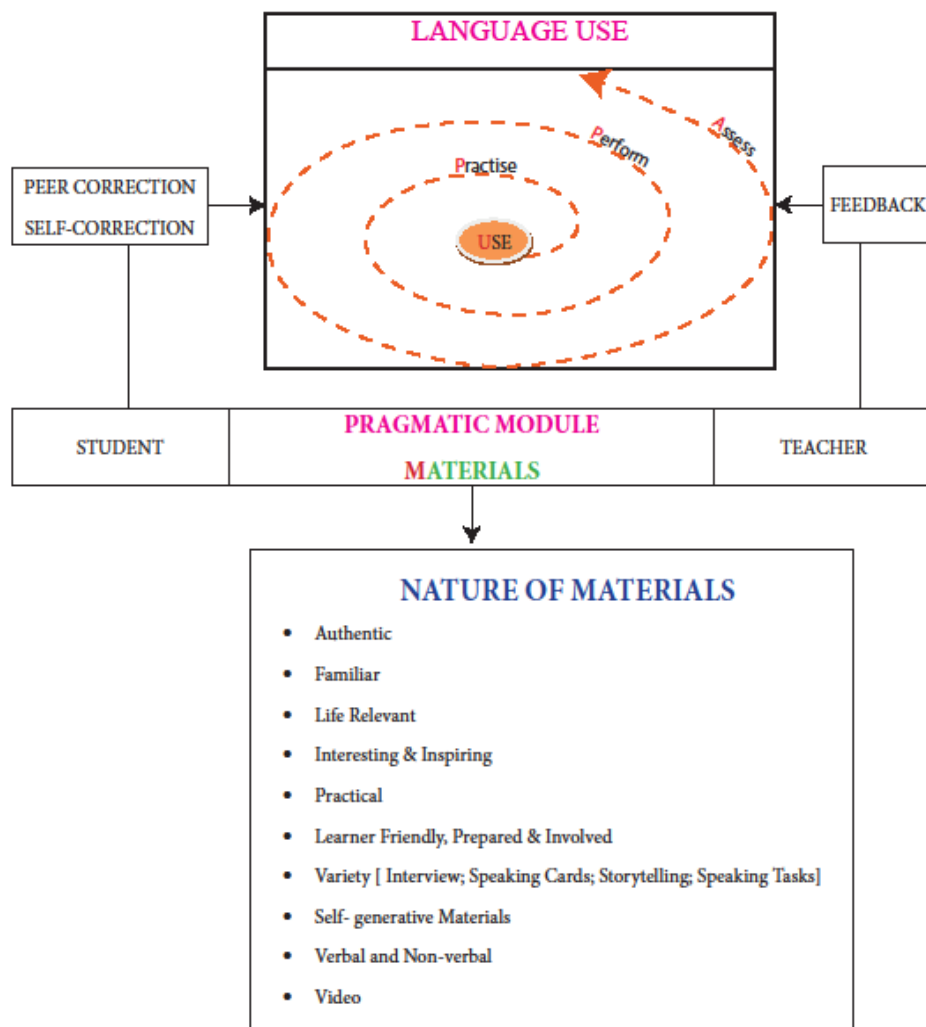 LANGUAGE USE
Assess
Perform
Practise
PEER CORRECTION
SELF-CORRECTION
FEEDBACK
USE
STUDENT
PRAGMATIC MODULE
MATERIALS
TEACHER
NATURE OF MATERIALS
• Authentic
• Familiar
• Life Relevant
• Interesting & Inspiring
• Practical
• Learner Friendly, Prepared & Involved
• Variety [ Interview; Speaking Cards; Storytelling; Speaking Tasks]
• Self- generative Materials
• Verbal and Non-verbal
• Video